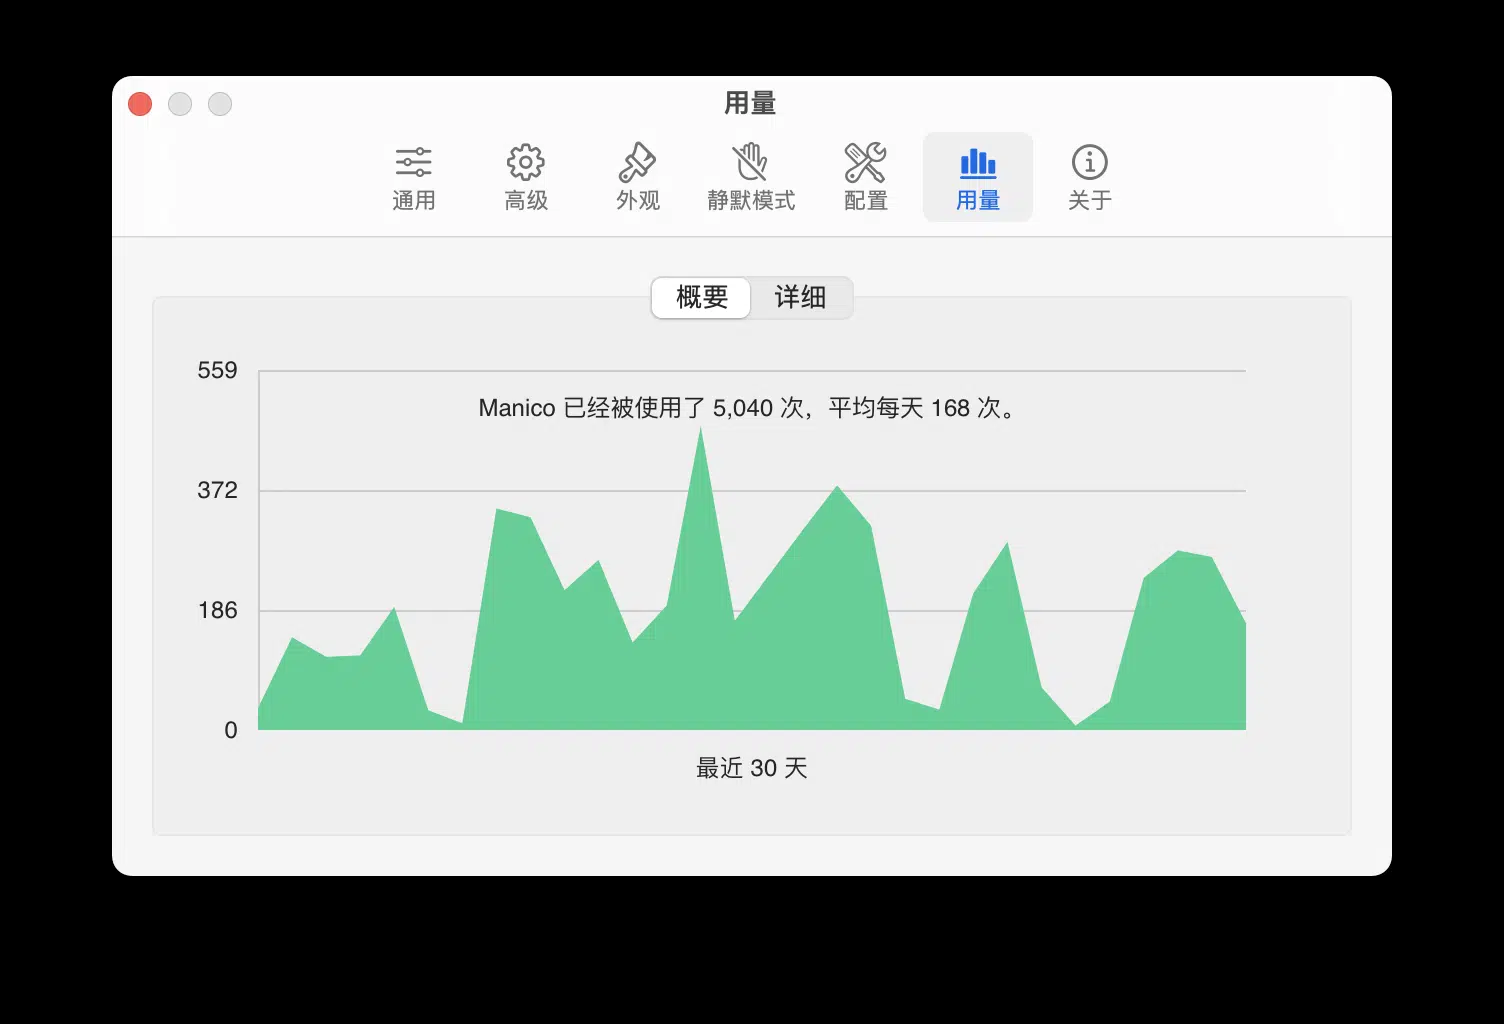 用量
通用
高级
外观
静默模式
配置
用量
关于
概要
详细
559
Manico 已经被使用了 5,040 次，平均每天 168 次。
372
186
0
最近 30 天